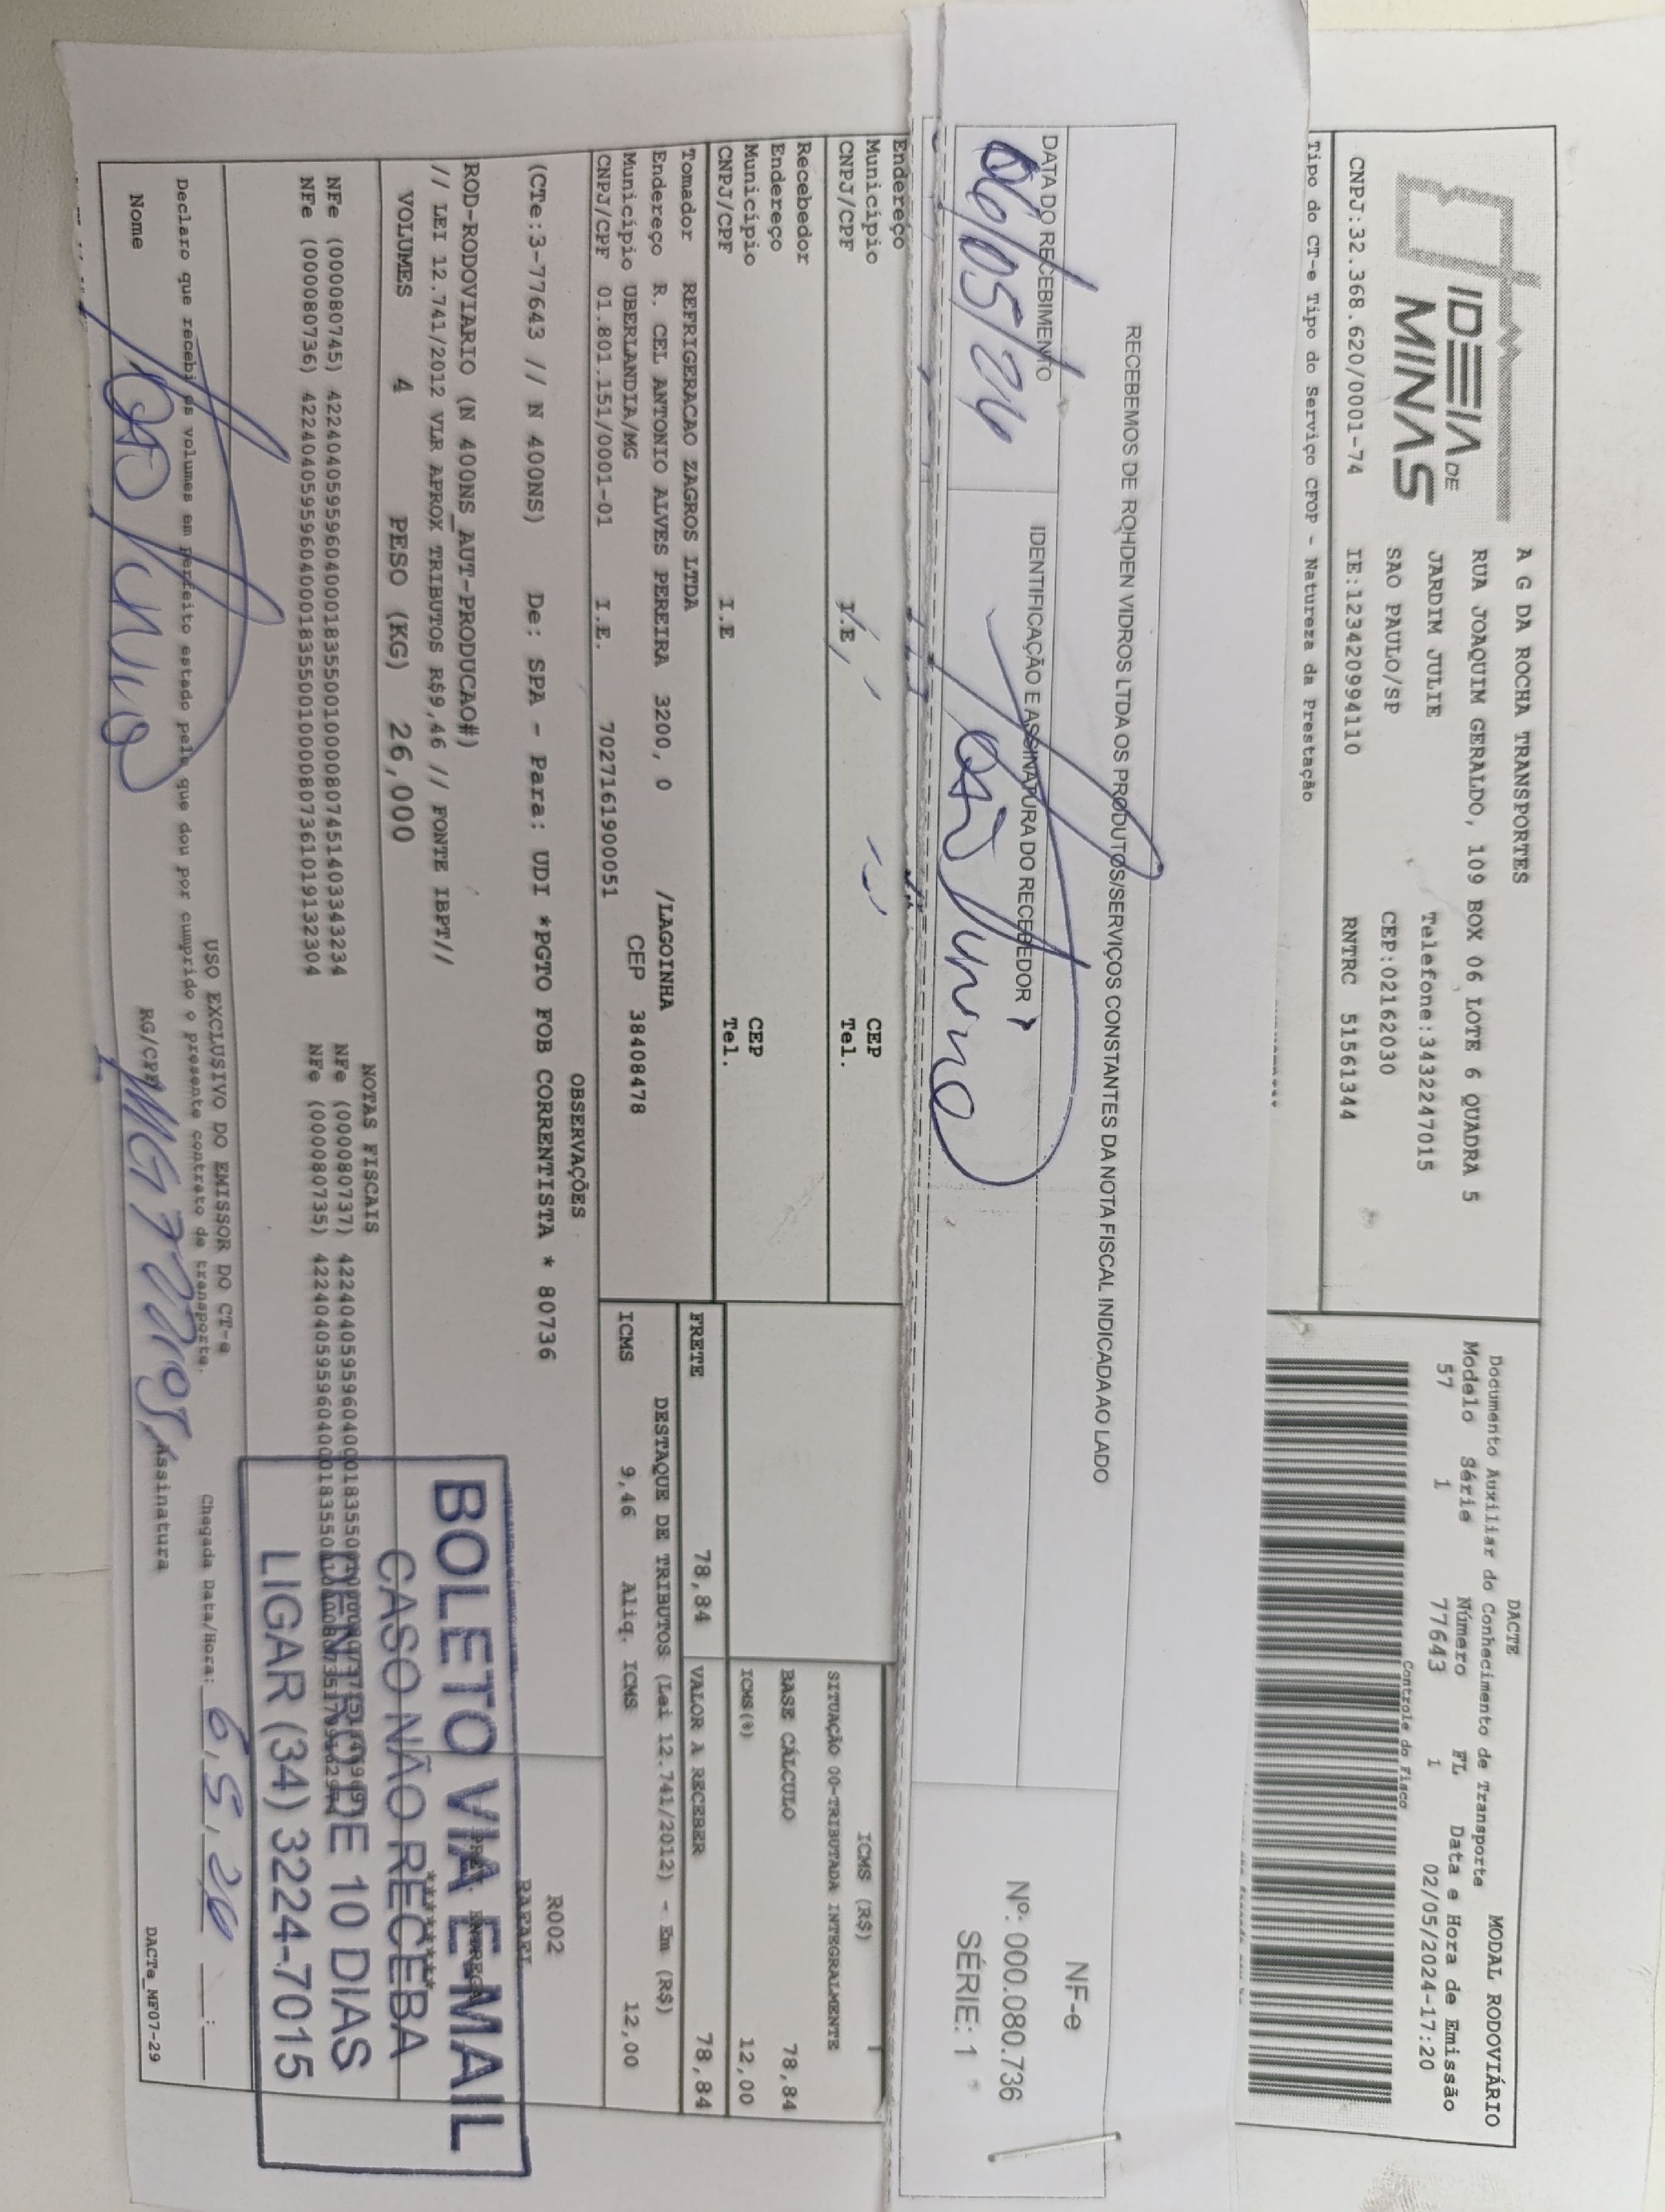 IDEIA DE
MINAS
A G DA ROCHA TRANSPORTES
RUA JOAQUIM GERALDO, 109 BOX 06 LOTE 6 QUADRA 5
JARDIM JULIE Telefone:3432247015
SAO PAULO/SP CEP:02162030
CNPJ:32.368.620/0001-74 IE:123420994110 RNTRC 51561344
Tipo do CT-e Tipo do Serviço CFOP - Natureza da Prestação
DACTE MODAL RODOVIÁRIO
Documento Auxiliar do Conhecimento de Transporte
Modelo Série Número FL Data e Hora de Emissão
57 1 77643 1 02/05/2024-17:20
Controle do Fisco
RECEBEMOS DE ROHDEN VIDROS LTDA OS PRODUTOS/SERVIÇOS CONSTANTES DA NOTA FISCAL INDICADA AO LADO
DATA DO RECEBIMENTO IDENTIFICAÇÃO E ASSINATURA DO RECEBEDOR
06/05/24
NF-e
Nº: 000.080.736
SÉRIE: 1
Endereço
Município CEP
CNPJ/CPF I.E Tel.
Recebedor
Endereço
Município CEP
CNPJ/CPF I.E Tel.
ICMS (R$)
SITUAÇÃO 00-TRIBUTADA INTEGRALMENTE
BASE CÁLCULO 78,84
ICMS(%) 12,00
Tomador REFRIGERACAO ZAGROS LTDA
Endereço R. CEL ANTONIO ALVES PEREIRA 3200, 0 /LAGOINHA
Município UBERLANDIA/MG CEP 38408478
CNPJ/CPF 01.801.151/0001-01 I.E. 7027161900051
FRETE 78,84 VALOR A RECEBER 78,84
DESTAQUE DE TRIBUTOS (Lei 12.741/2012) - Em (R$)
ICMS 9,46 Aliq. ICMS 12,00
OBSERVAÇÕES
(CTe:3-77643 // N 400NS) De: SPA - Para: UDI *PGTO FOB CORRENTISTA * 80736
R002
RAFAEL
ROD-RODOVIARIO (N 400NS_AUT-PRODUCAO#)
// LEI 12.741/2012 VLR APROX TRIBUTOS R$9,46 // FONTE IBPT//
VOLUMES 4 PESO (KG) 26,000
NOTAS FISCAIS
NFe (000080745) NFe (000080737)
NFe (000080736) NFe (000080735)
BOLETO VIA E-MAIL
CASO NÃO RECEBA
DENTRO DE 10 DIAS
LIGAR (34) 3224-7015
USO EXCLUSIVO DO EMISSOR DO CT-e
Declaro que recebi os volumes em perfeito estado pelo que dou por cumprido o presente contrato de transporte.
Chegada Data/Hora:
Nome RG/CPF Assinatura
DACTe_MF07-29